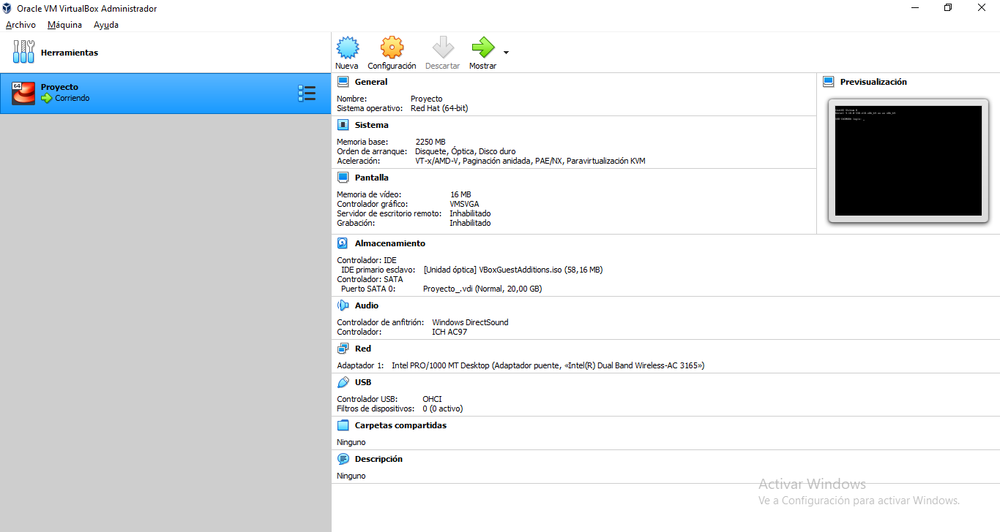 Oracle VM VirtualBox Administrador
Archivo Máquina Ayuda
Herramientas
Nueva Configuración Descartar Mostrar
64 Proyecto
Corriendo
General
Nombre: Proyecto
Sistema operativo: Red Hat (64-bit)
Previsualización
Sistema
Memoria base: 2250 MB
Orden de arranque: Disquete, Óptica, Disco duro
Aceleración: VT-x/AMD-V, Paginación anidada, PAE/NX, Paravirtualización KVM
Pantalla
Memoria de vídeo: 16 MB
Controlador gráfico: VMSVGA
Servidor de escritorio remoto: Inhabilitado
Grabación: Inhabilitado
Almacenamiento
Controlador: IDE
IDE primario esclavo: [Unidad óptica] VBoxGuestAdditions.iso (58,16 MB)
Controlador: SATA
Puerto SATA 0: Proyecto_.vdi (Normal, 20,00 GB)
Audio
Controlador de anfitrión: Windows DirectSound
Controlador: ICH AC97
Red
Adaptador 1: Intel PRO/1000 MT Desktop (Adaptador puente, «Intel(R) Dual Band Wireless-AC 3165»)
USB
Controlador USB: OHCI
Filtros de dispositivos: 0 (0 activo)
Carpetas compartidas
Ninguno
Descripción
Ninguno
Activar Windows
Ve a Configuración para activar Windows.